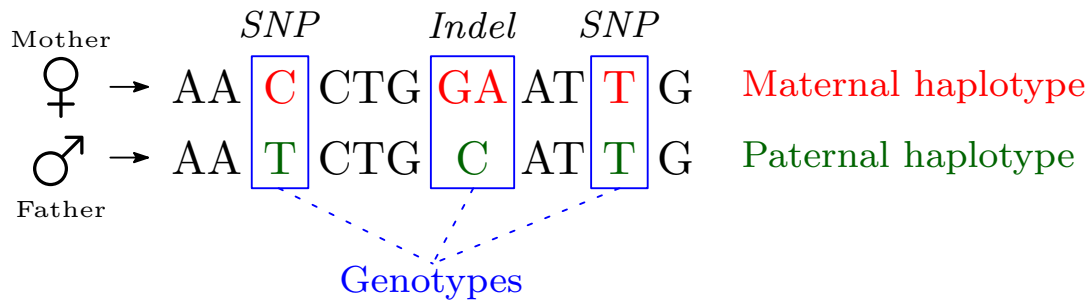 SNP Indel SNP
Mother
AA C CTG GA AT T G Maternal haplotype
AA T CTG C AT T G Paternal haplotype
Father
Genotypes